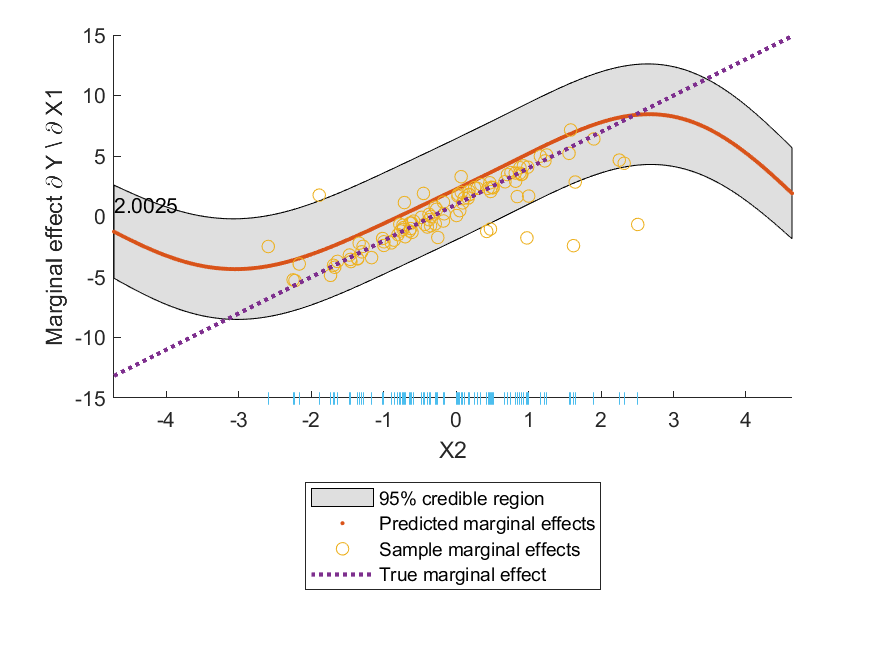 15
10
5
0
-5
-10
-15
Marginal effect ∂ Y \ ∂ X1
2.0025
-4 -3 -2 -1 0 1 2 3 4
X2
95% credible region
Predicted marginal effects
Sample marginal effects
True marginal effect